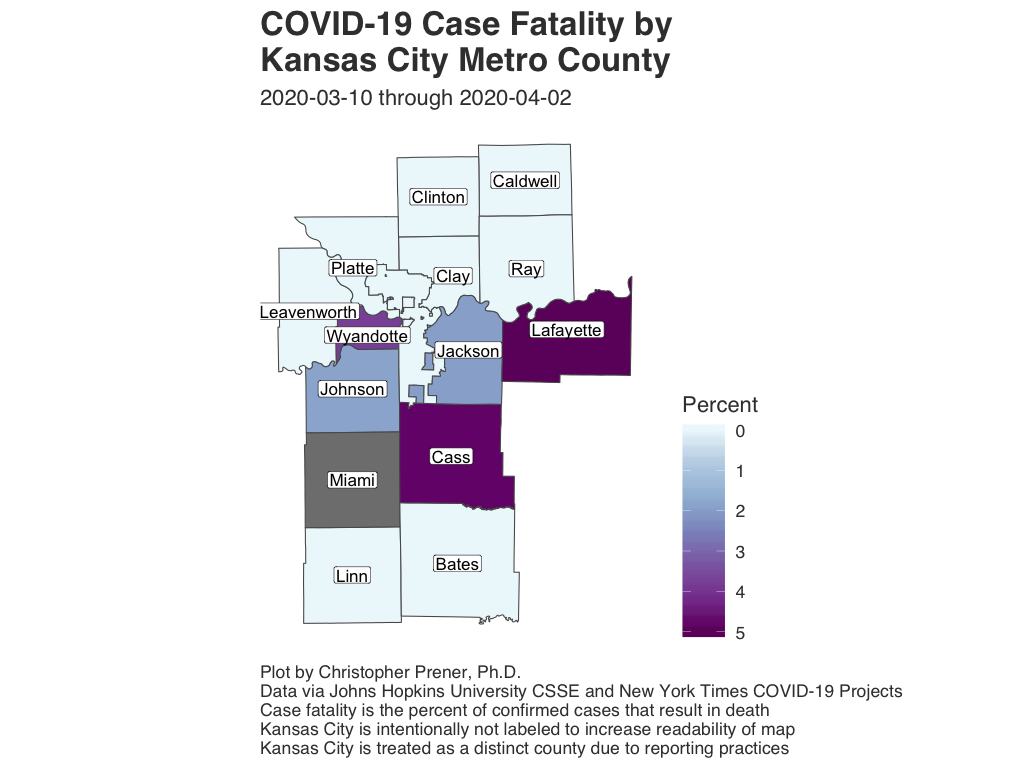 COVID-19 Case Fatality by
Kansas City Metro County
2020-03-10 through 2020-04-02
Caldwell
Clinton
Platte
Clay
Ray
Leavenworth
Wyandotte
Lafayette
Jackson
Johnson
Cass
Miami
Bates
Linn
Percent
0
1
2
3
4
5
Plot by Christopher Prener, Ph.D.
Data via Johns Hopkins University CSSE and New York Times COVID-19 Projects
Case fatality is the percent of confirmed cases that result in death
Kansas City is intentionally not labeled to increase readability of map
Kansas City is treated as a distinct county due to reporting practices